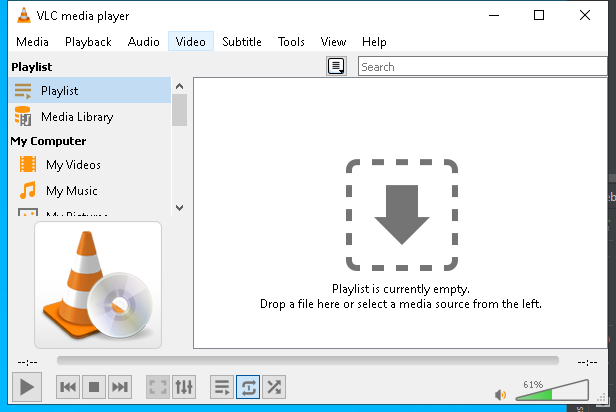 VLC media player
Media Playback Audio Video Subtitle Tools View Help
Playlist
Search
Playlist
Media Library
My Computer
My Videos
My Music
My Pictures
Playlist is currently empty.
Drop a file here or select a media source from the left.
--:-- --:--
61%